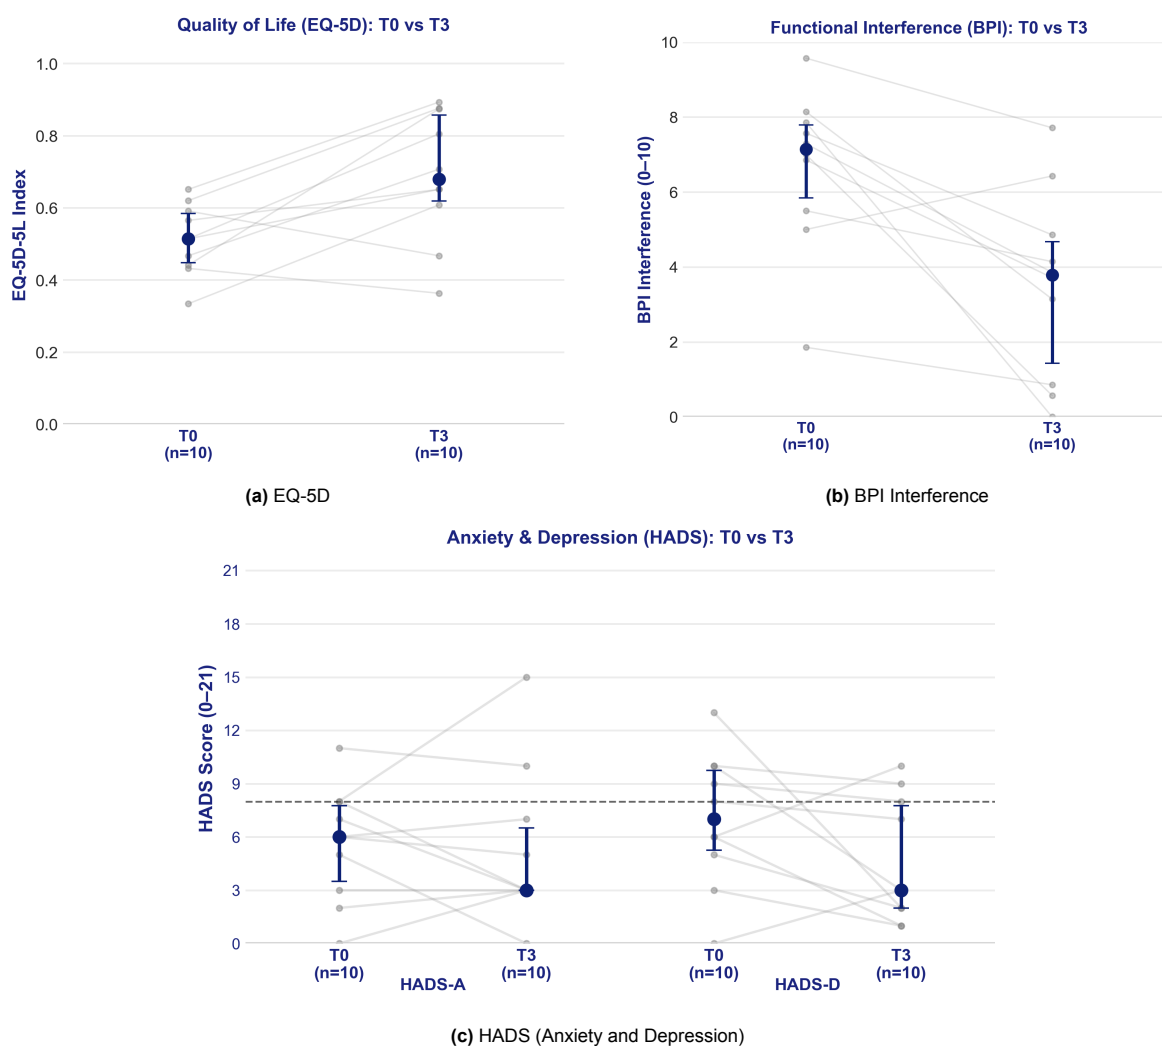 Quality of Life (EQ-5D): T0 vs T3
EQ-5D-5L Index
1.0
0.8
0.6
0.4
0.2
0.0
T0
(n=10)
T3
(n=10)
(a) EQ-5D
Functional Interference (BPI): T0 vs T3
BPI Interference (0–10)
10
8
6
4
2
0
T0
(n=10)
T3
(n=10)
(b) BPI Interference
Anxiety & Depression (HADS): T0 vs T3
HADS Score (0–21)
21
18
15
12
9
6
3
0
T0
(n=10)
T3
(n=10)
HADS-A
T0
(n=10)
T3
(n=10)
HADS-D
(c) HADS (Anxiety and Depression)